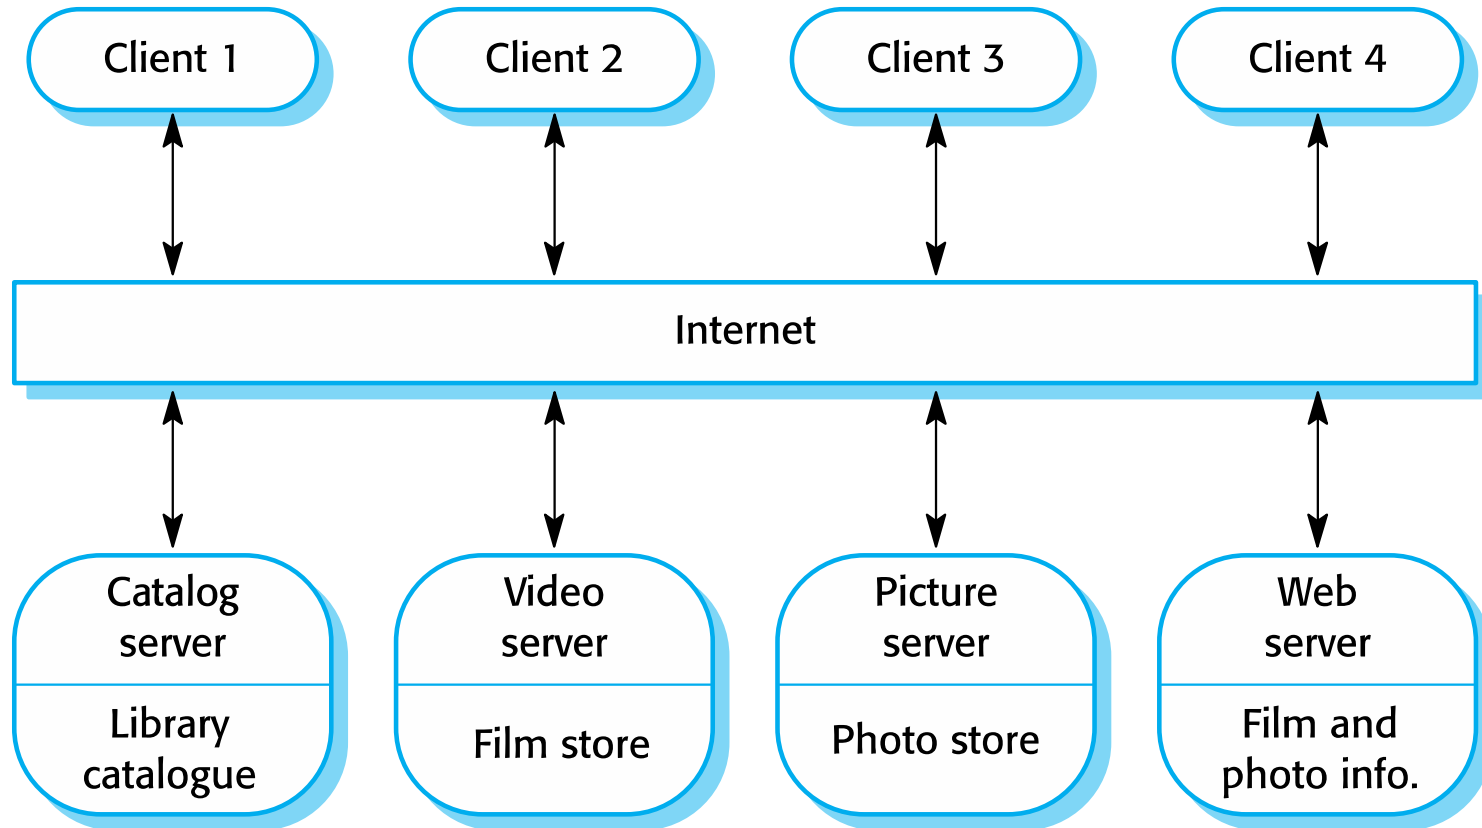 Client 1
Client 2
Client 3
Client 4
Internet
Catalog
server
Library
catalogue
Video
server
Film store
Picture
server
Photo store
Web
server
Film and
photo info.